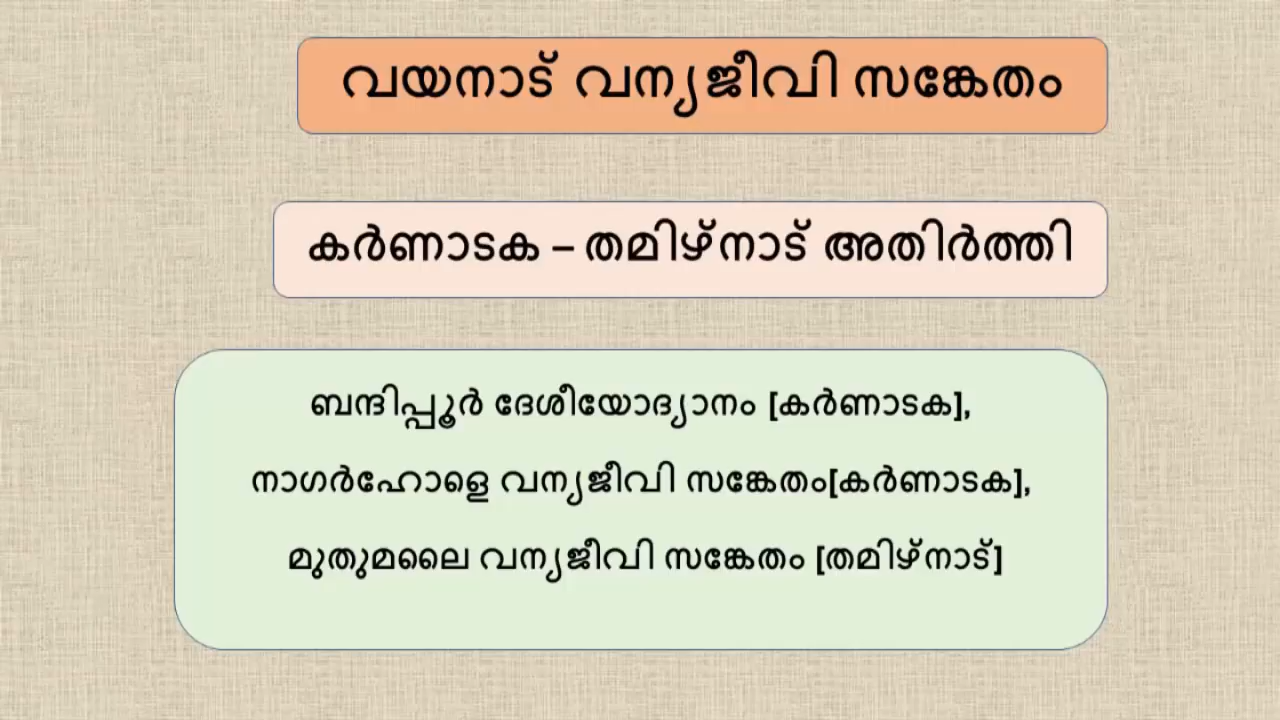 വയനാട് വന്യജീവി സങ്കേതം
കർണാടക – തമിഴ്നാട് അതിർത്തി
ബന്ദിപ്പൂർ ദേശീയോദ്യാനം [കർണാടക],
നാഗർഹോളെ വന്യജീവി സങ്കേതം[കർണാടക],
മുതുമലൈ വന്യജീവി സങ്കേതം [തമിഴ്നാട്]